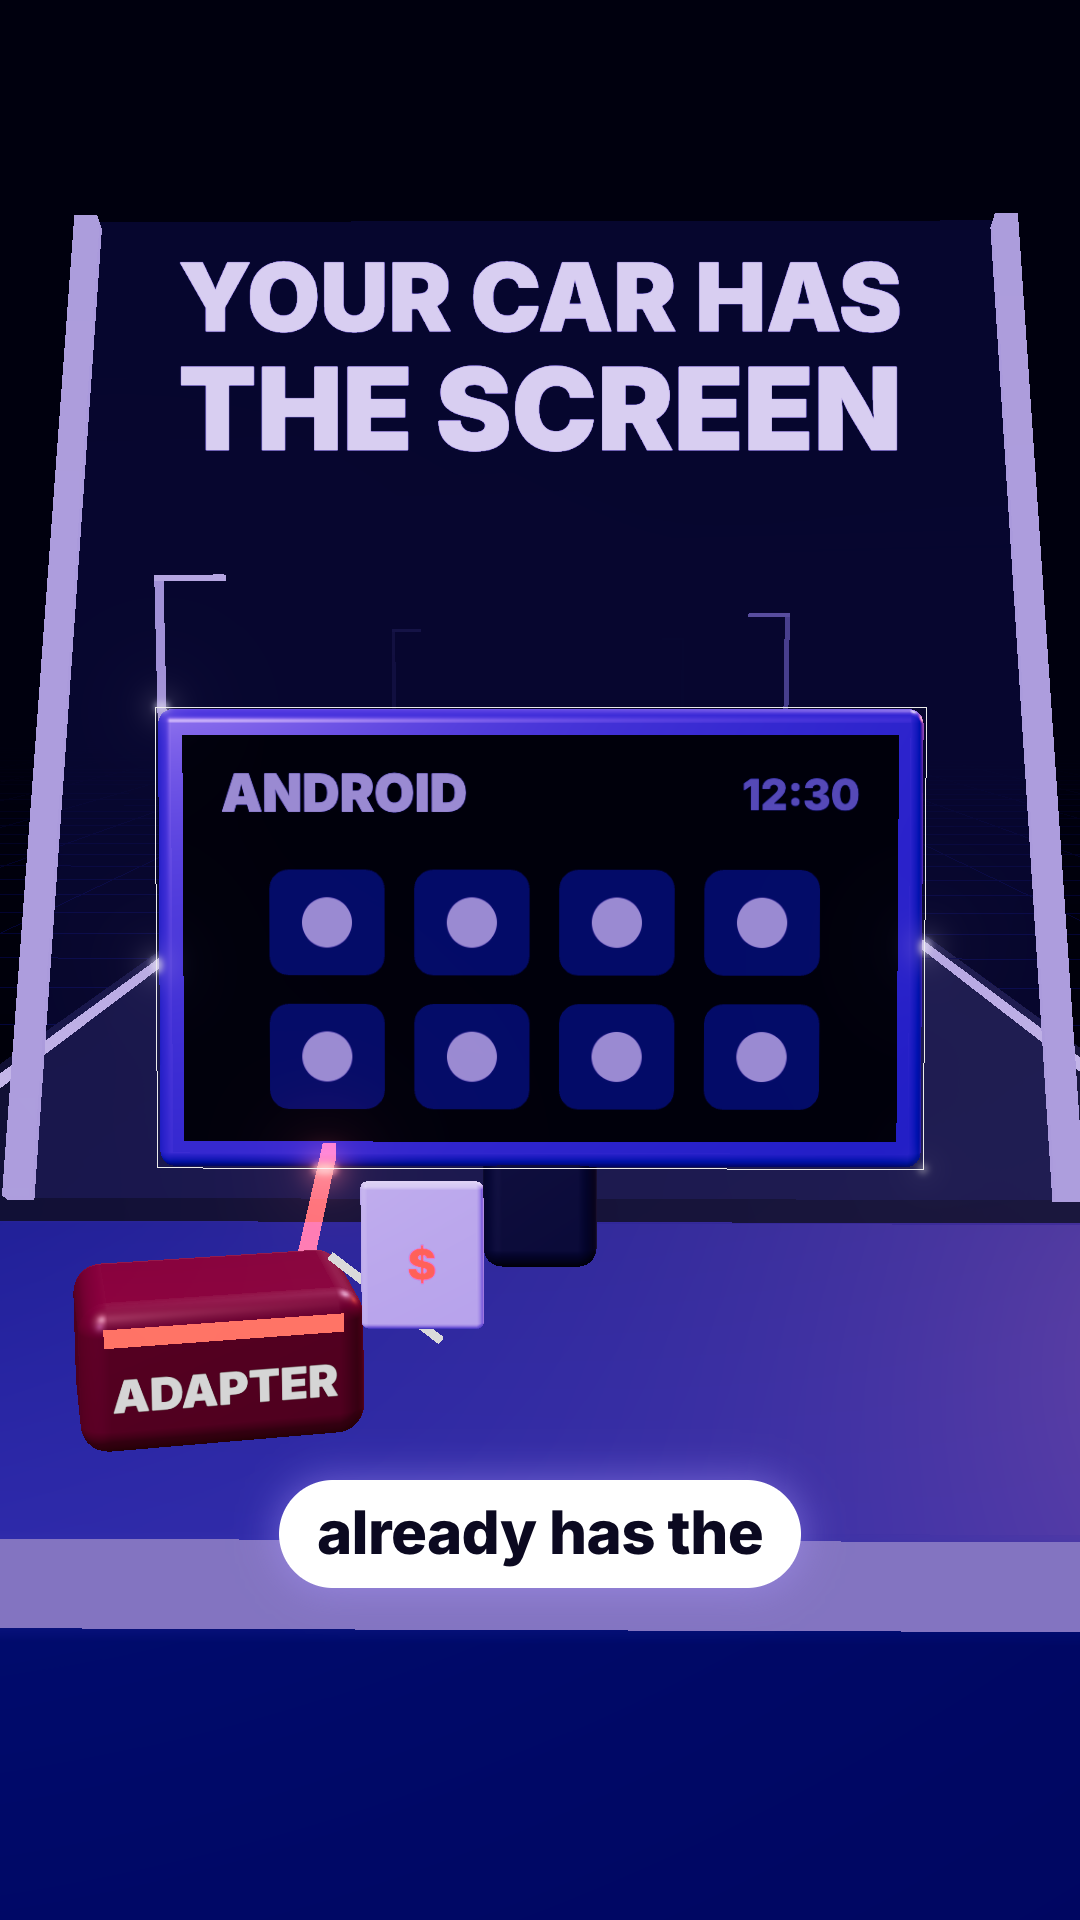 YOUR CAR HAS
THE SCREEN
ANDROID
12:30
$
ADAPTER
already has the